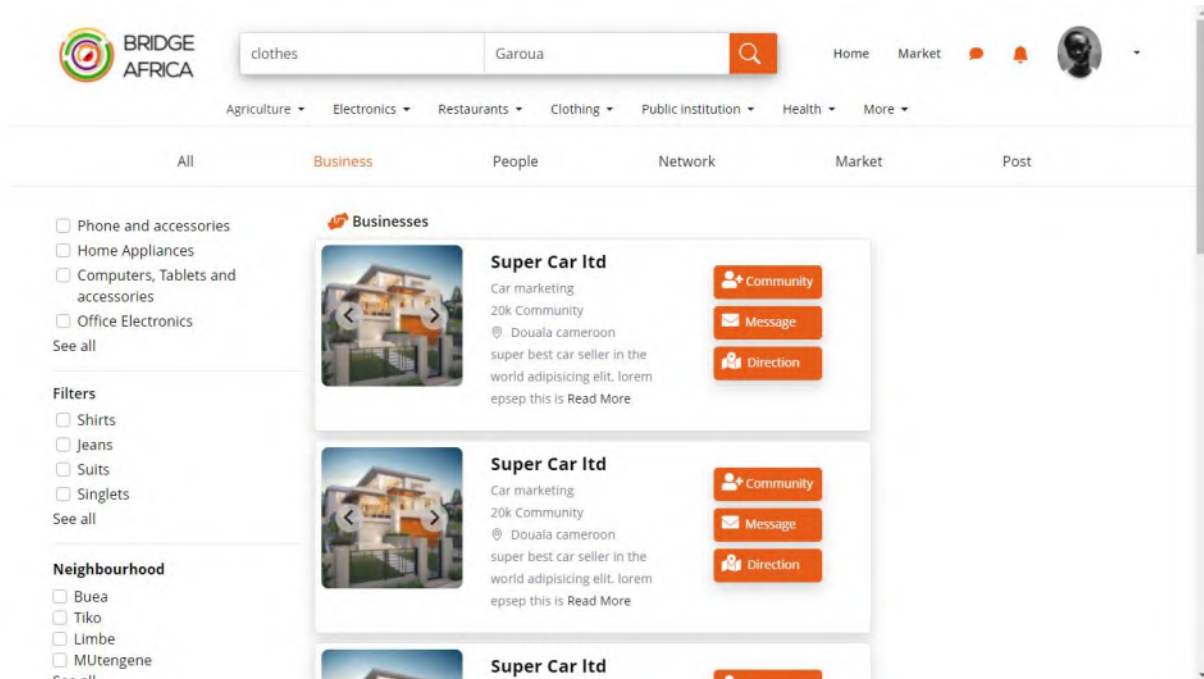 BRIDGE
AFRICA
clothes
Garoua
Home
Market
Agriculture
Electronics
Restaurants
Clothing
Public institution
Health
More
All
Business
People
Network
Market
Post
Phone and accessories
Home Appliances
Computers, Tablets and
accessories
Office Electronics
See all
Filters
Shirts
Jeans
Suits
Singlets
See all
Neighbourhood
Buea
Tiko
Limbe
MUtengene
See all
Businesses
Super Car ltd
Car marketing
20k Community
Douala cameroon
super best car seller in the
world adipisicing elit. lorem
epsep this is Read More
Community
Message
Direction
Super Car ltd
Car marketing
20k Community
Douala cameroon
super best car seller in the
world adipisicing elit. lorem
epsep this is Read More
Community
Message
Direction
Super Car ltd